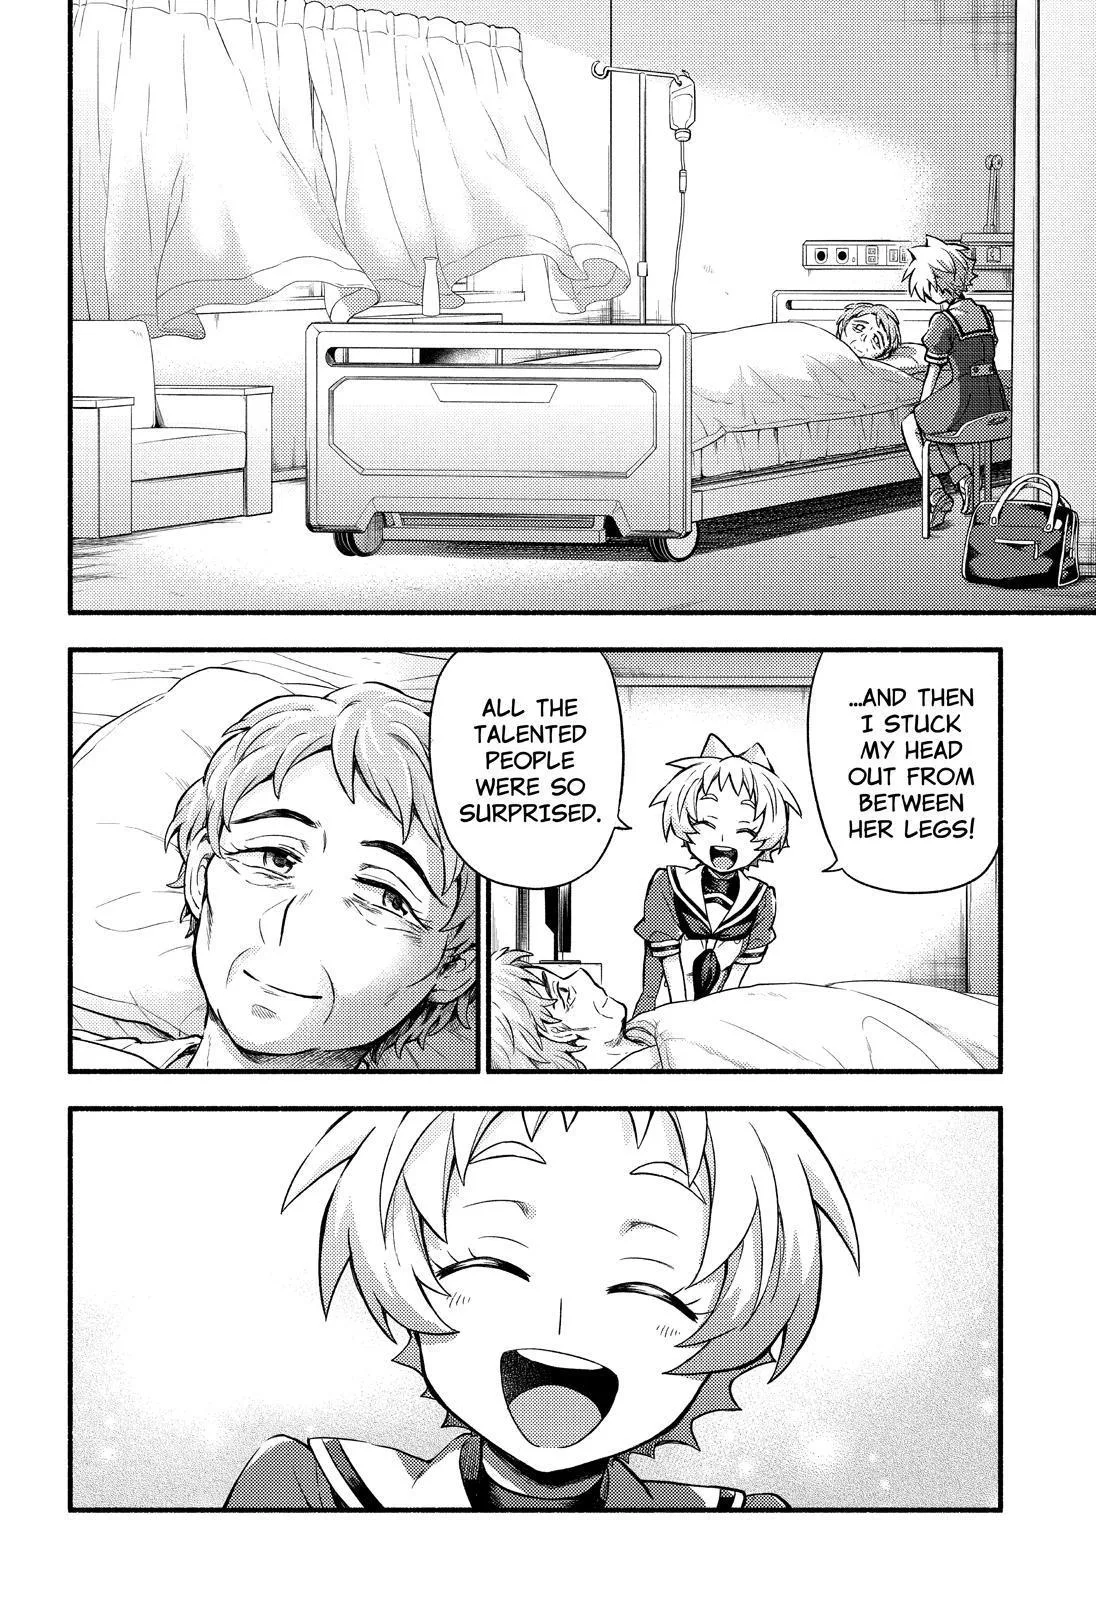 ...AND THEN
I STUCK
MY HEAD
OUT FROM
BETWEEN
HER LEGS!
ALL THE
TALENTED
PEOPLE
WERE SO
SURPRISED.